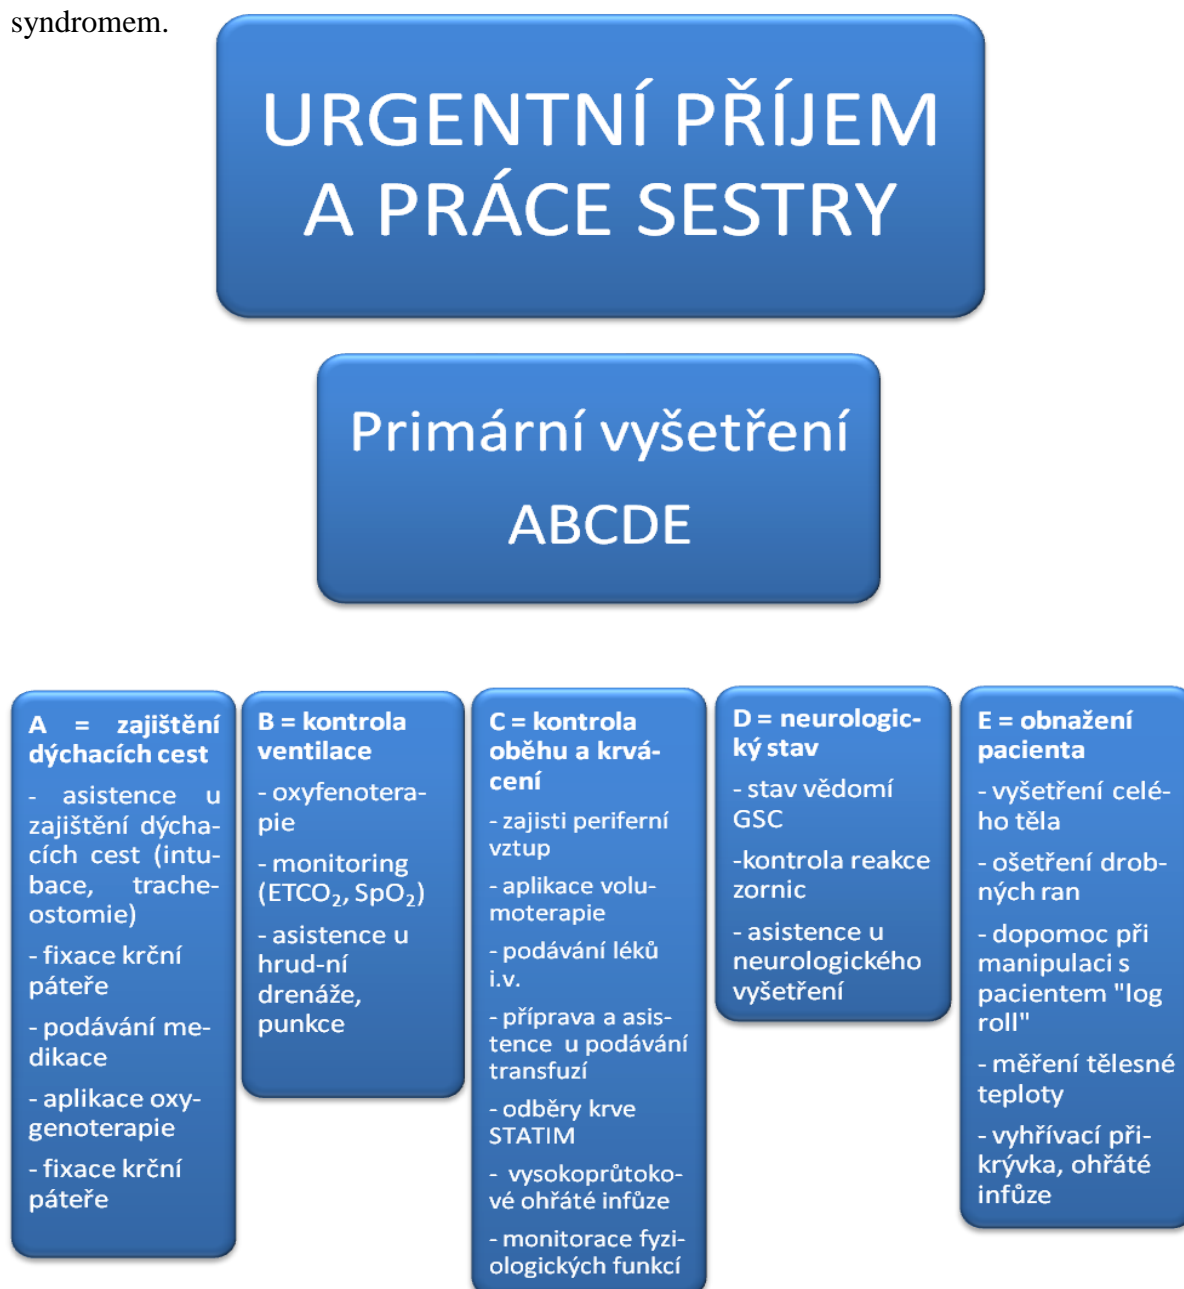 syndromem.
URGENTNÍ PŘÍJEM
A PRÁCE SESTRY
Primární vyšetření
ABCDE
A = zajištění
dýchacích cest
- asistence u
zajištění dýcha-
cích cest (intu-
bace, trache-
ostomie)
- fixace krční
páteře
- podávání me-
dikace
- aplikace oxy-
genoterapie
- fixace krční
páteře
B = kontrola
ventilace
- oxyfenotera-
pie
- monitoring
(ETCO₂, SpO₂)
- asistence u
hrud-ní
drenáže,
punkce
C = kontrola
oběhu a krvá-
cení
- zajisti periferní
vztup
- aplikace volu-
moterapie
- podávání léků
i.v.
- příprava a asis-
tence u podávání
transfuzí
- odběry krve
STATIM
- vysokoprůtoko-
vé ohřáté infůze
- monitorace fyzi-
ologických funkcí
D = neurologic-
ký stav
- stav vědomí
GSC
-kontrola reakce
zornic
- asistence u
neurologického
vyšetření
E = obnažení
pacienta
- vyšetření celé-
ho těla
- ošetření drob-
ných ran
- dopomoc při
manipulaci s
pacientem "log
roll"
- měření tělesné
teploty
- vyhřívací při-
krývka, ohřáté
infůze